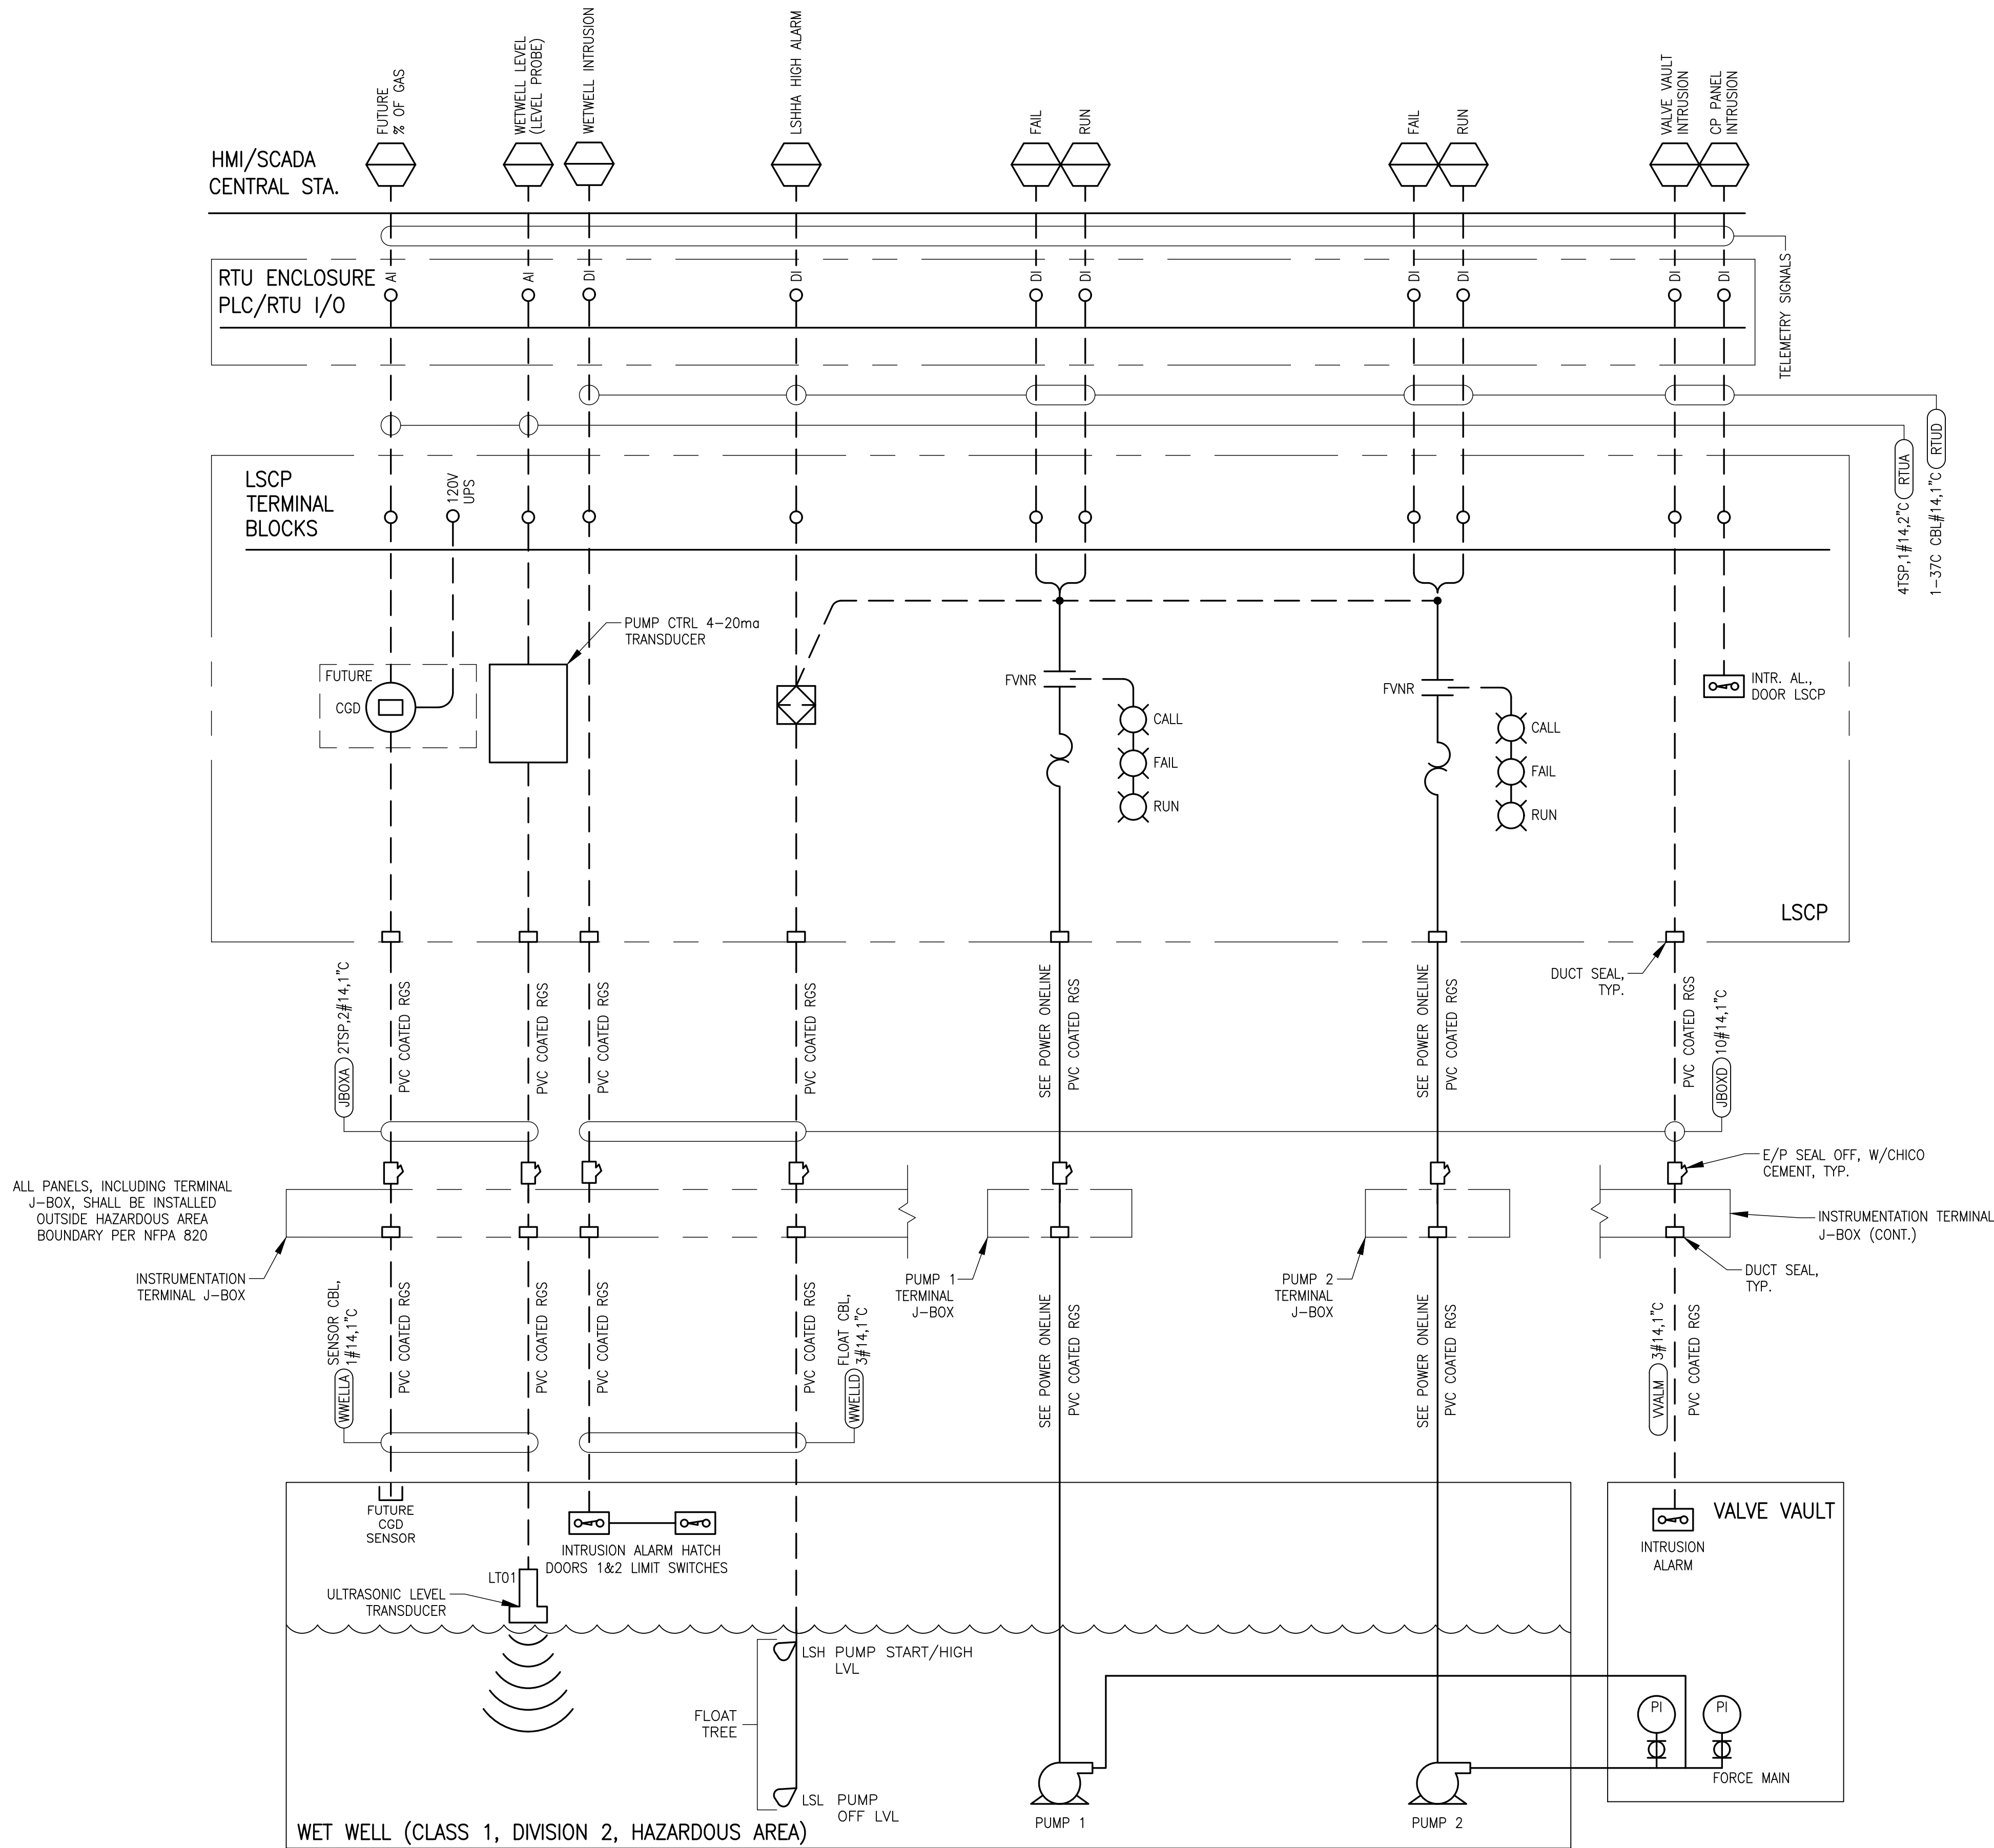 FUTURE
% OF GAS
WETWELL LEVEL
(LEVEL PROBE)
WETWELL INTRUSION
LSHHA HIGH ALARM
FAIL
RUN
FAIL
RUN
VALVE VAULT
INTRUSION
CP PANEL
INTRUSION
HMI/SCADA
CENTRAL STA.
RTU ENCLOSURE
PLC/RTU I/O
AI
AI
DI
DI
DI
DI
DI
DI
DI
DI
TELEMETRY SIGNALS
4TSP,1#14,2"C RTUA
1-37C CBL#14,1"C RTUD
LSCP
TERMINAL
BLOCKS
120V
UPS
PUMP CTRL 4-20ma
TRANSDUCER
FUTURE
CGD
FVNR
CALL
FAIL
RUN
FVNR
CALL
FAIL
RUN
INTR. AL.,
DOOR LSCP
LSCP
DUCT SEAL,
TYP.
JBOXA 2TSP,2#14,1"C
PVC COATED RGS
PVC COATED RGS
PVC COATED RGS
PVC COATED RGS
SEE POWER ONELINE
PVC COATED RGS
SEE POWER ONELINE
PVC COATED RGS
PVC COATED RGS
JBOXD 10#14,1"C
E/P SEAL OFF, W/CHICO
CEMENT, TYP.
ALL PANELS, INCLUDING TERMINAL
J-BOX, SHALL BE INSTALLED
OUTSIDE HAZARDOUS AREA
BOUNDARY PER NFPA 820
INSTRUMENTATION
TERMINAL J-BOX
PUMP 1
TERMINAL
J-BOX
PUMP 2
TERMINAL
J-BOX
INSTRUMENTATION TERMINAL
J-BOX (CONT.)
DUCT SEAL,
TYP.
WWELLA SENSOR CBL,
1#14,1"C
PVC COATED RGS
PVC COATED RGS
PVC COATED RGS
PVC COATED RGS
WWELLD FLOAT CBL,
3#14,1"C
SEE POWER ONELINE
PVC COATED RGS
SEE POWER ONELINE
PVC COATED RGS
VVALM 3#14,1"C
PVC COATED RGS
FUTURE
CGD
SENSOR
INTRUSION ALARM HATCH
DOORS 1&2 LIMIT SWITCHES
LT01
ULTRASONIC LEVEL
TRANSDUCER
VALVE VAULT
INTRUSION
ALARM
LSH PUMP START/HIGH
LVL
FLOAT
TREE
LSL PUMP
OFF LVL
PI
PI
FORCE MAIN
PUMP 1
PUMP 2
WET WELL (CLASS 1, DIVISION 2, HAZARDOUS AREA)